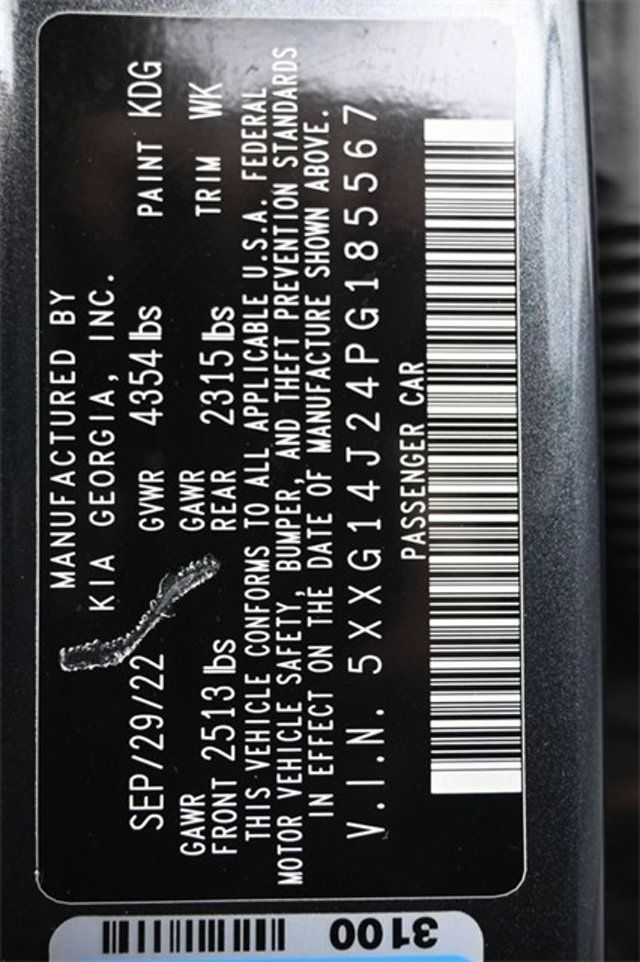 MANUFACTURED BY
KIA GEORGIA, INC.
SEP/29/22 GVWR 4354 lbs PAINT KDG
GAWR FRONT 2513 lbs GAWR REAR 2315 lbs TRIM WK
THIS VEHICLE CONFORMS TO ALL APPLICABLE U.S.A. FEDERAL
MOTOR VEHICLE SAFETY, BUMPER, AND THEFT PREVENTION STANDARDS
IN EFFECT ON THE DATE OF MANUFACTURE SHOWN ABOVE.
V.I.N. 5XXG14J24PG185567
PASSENGER CAR
3100